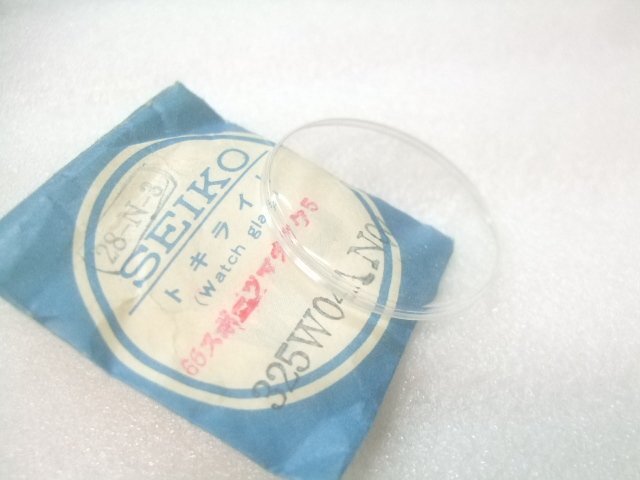 28-N-3
SEIKO
トキライ
(Watch gla
66スポーツマチック5
325W04 No